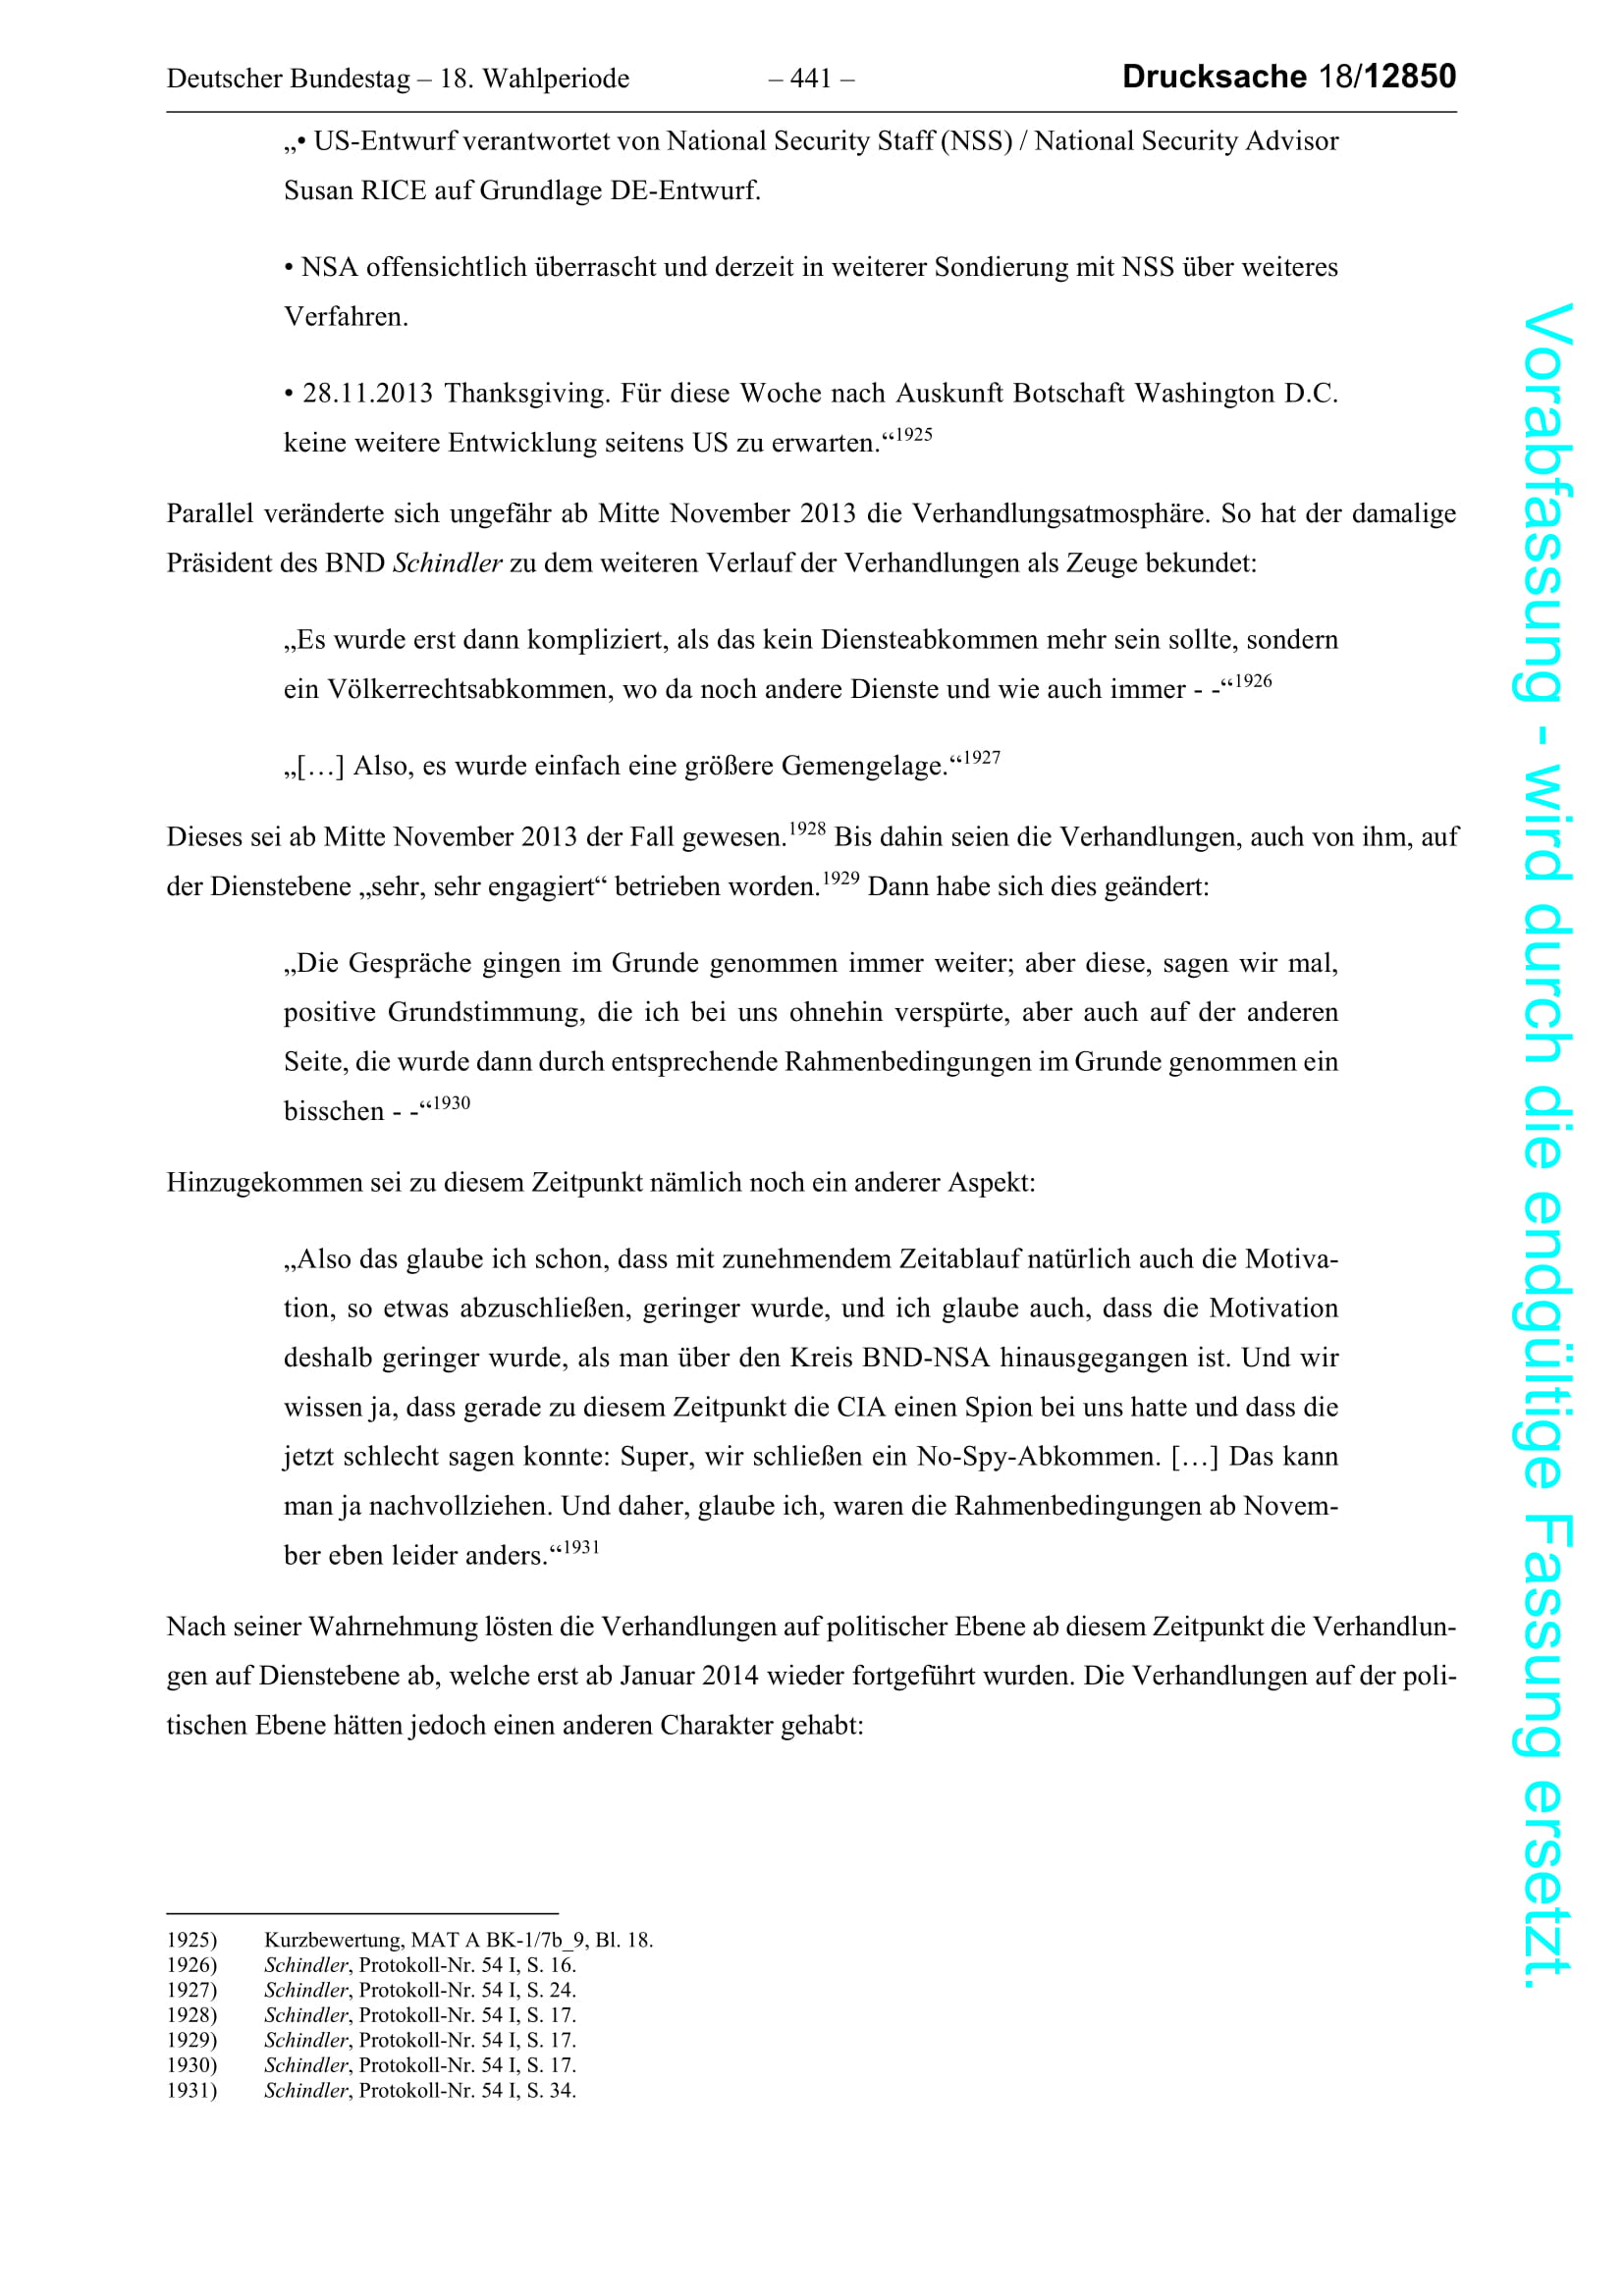 Deutscher Bundestag – 18. Wahlperiode – 441 – Drucksache 18/12850
„• US-Entwurf verantwortet von National Security Staff (NSS) / National Security Advisor
Susan RICE auf Grundlage DE-Entwurf.
• NSA offensichtlich überrascht und derzeit in weiterer Sondierung mit NSS über weiteres
Verfahren.
• 28.11.2013 Thanksgiving. Für diese Woche nach Auskunft Botschaft Washington D.C.
keine weitere Entwicklung seitens US zu erwarten.“1925
Parallel veränderte sich ungefähr ab Mitte November 2013 die Verhandlungsatmosphäre. So hat der damalige
Präsident des BND Schindler zu dem weiteren Verlauf der Verhandlungen als Zeuge bekundet:
„Es wurde erst dann kompliziert, als das kein Diensteabkommen mehr sein sollte, sondern
ein Völkerrechtsabkommen, wo da noch andere Dienste und wie auch immer - -“1926
„[…] Also, es wurde einfach eine größere Gemengelage.“1927
Dieses sei ab Mitte November 2013 der Fall gewesen.1928 Bis dahin seien die Verhandlungen, auch von ihm, auf
der Dienstebene „sehr, sehr engagiert“ betrieben worden.1929 Dann habe sich dies geändert:
„Die Gespräche gingen im Grunde genommen immer weiter; aber diese, sagen wir mal,
positive Grundstimmung, die ich bei uns ohnehin verspürte, aber auch auf der anderen
Seite, die wurde dann durch entsprechende Rahmenbedingungen im Grunde genommen ein
bisschen - -“1930
Hinzugekommen sei zu diesem Zeitpunkt nämlich noch ein anderer Aspekt:
„Also das glaube ich schon, dass mit zunehmendem Zeitablauf natürlich auch die Motiva-
tion, so etwas abzuschließen, geringer wurde, und ich glaube auch, dass die Motivation
deshalb geringer wurde, als man über den Kreis BND-NSA hinausgegangen ist. Und wir
wissen ja, dass gerade zu diesem Zeitpunkt die CIA einen Spion bei uns hatte und dass die
jetzt schlecht sagen konnte: Super, wir schließen ein No-Spy-Abkommen. […] Das kann
man ja nachvollziehen. Und daher, glaube ich, waren die Rahmenbedingungen ab Novem-
ber eben leider anders.“1931
Nach seiner Wahrnehmung lösten die Verhandlungen auf politischer Ebene ab diesem Zeitpunkt die Verhandlun-
gen auf Dienstebene ab, welche erst ab Januar 2014 wieder fortgeführt wurden. Die Verhandlungen auf der poli-
tischen Ebene hätten jedoch einen anderen Charakter gehabt:
1925) Kurzbewertung, MAT A BK-1/7b_9, Bl. 18.
1926) Schindler, Protokoll-Nr. 54 I, S. 16.
1927) Schindler, Protokoll-Nr. 54 I, S. 24.
1928) Schindler, Protokoll-Nr. 54 I, S. 17.
1929) Schindler, Protokoll-Nr. 54 I, S. 17.
1930) Schindler, Protokoll-Nr. 54 I, S. 17.
1931) Schindler, Protokoll-Nr. 54 I, S. 34.
Vorabfassung - wird durch die endgültige Fassung ersetzt.